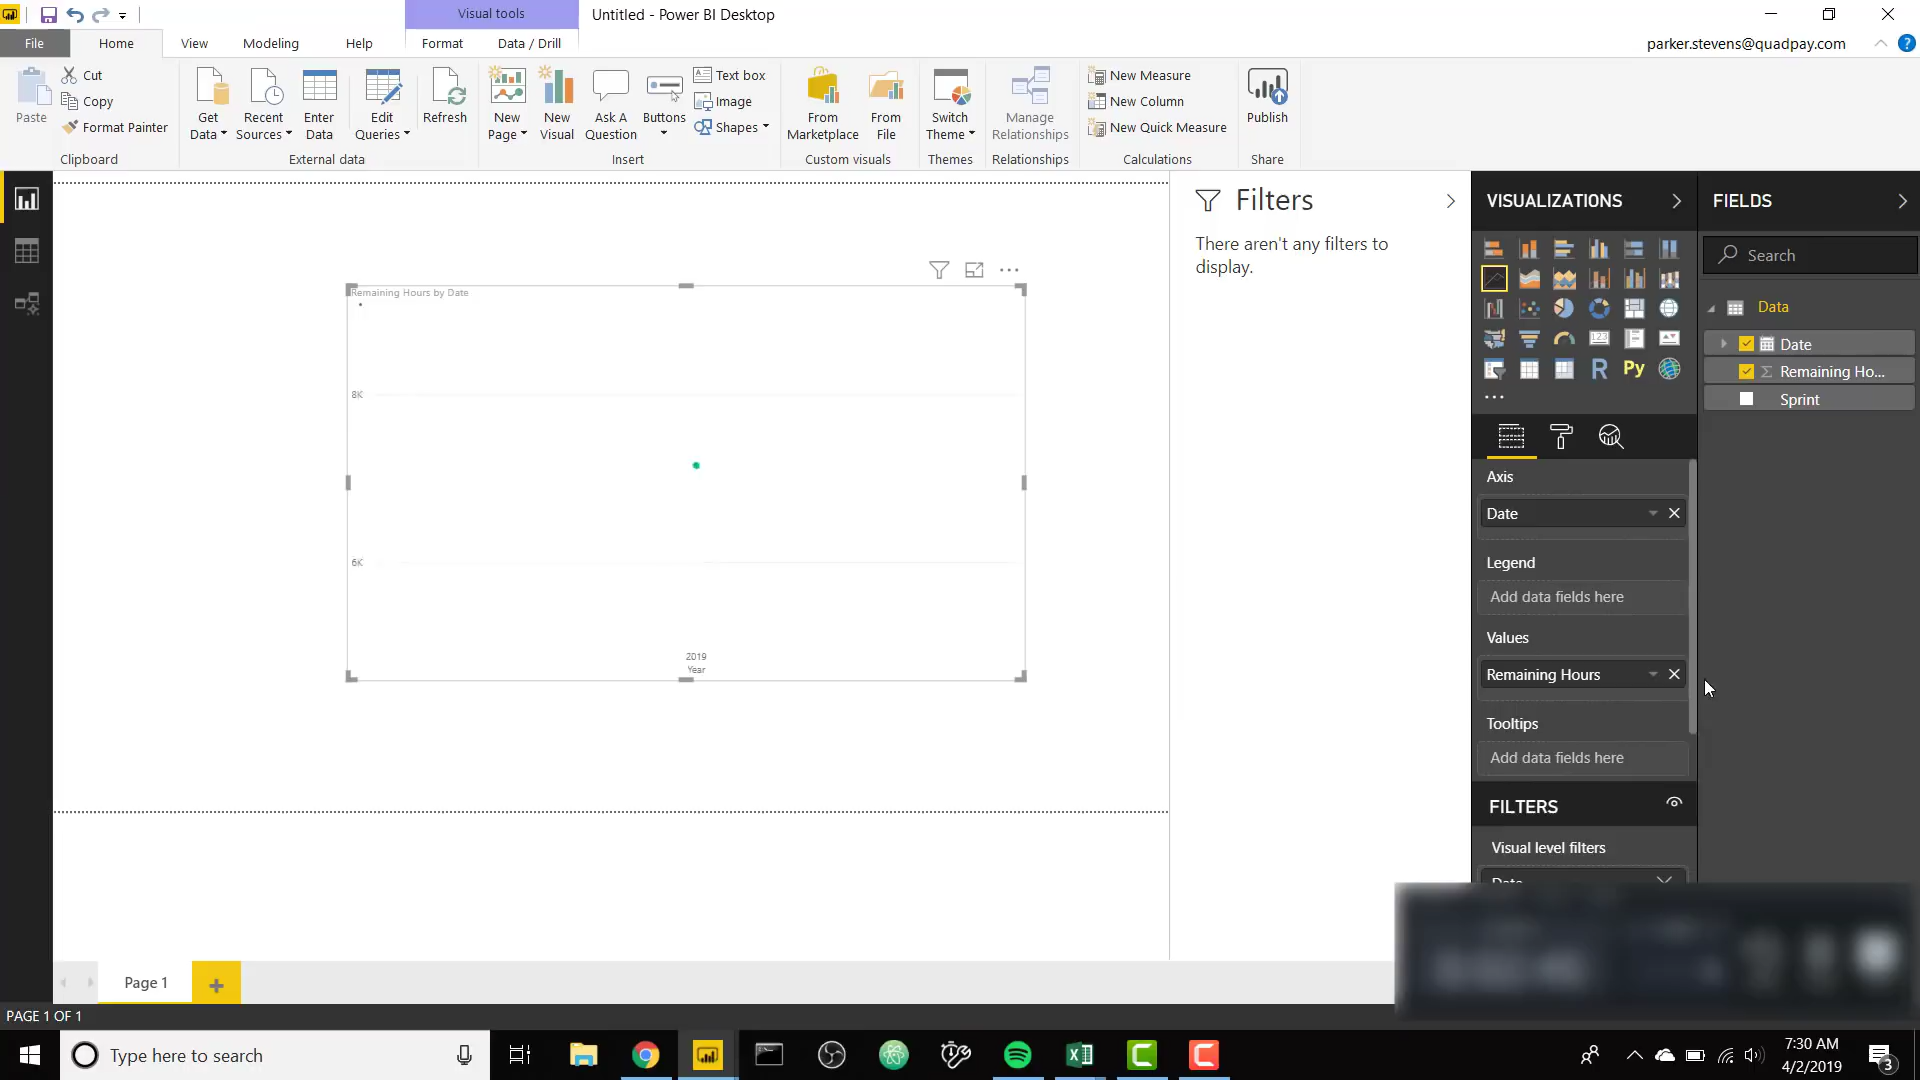 Visual tools
Untitled - Power BI Desktop
File
Home
View
Modeling
Help
Format
Data / Drill
parker.stevens@quadpay.com
Paste
Cut
Copy
Format Painter
Clipboard
Get Data
Recent Sources
Enter Data
Edit Queries
Refresh
External data
New Page
New Visual
Ask A Question
Buttons
Text box
Image
Shapes
Insert
From Marketplace
From File
Custom visuals
Switch Theme
Themes
Manage Relationships
Relationships
New Measure
New Column
New Quick Measure
Calculations
Publish
Share
Remaining Hours by Date
8K
6K
2019
Year
Filters
There aren't any filters to
display.
VISUALIZATIONS
R
Py
123
Axis
Date
Legend
Add data fields here
Values
Remaining Hours
Tooltips
Add data fields here
FILTERS
Visual level filters
Date
FIELDS
Search
Data
Date
Remaining Ho...
Sprint
Page 1
PAGE 1 OF 1
Type here to search
7:30 AM
4/2/2019
3